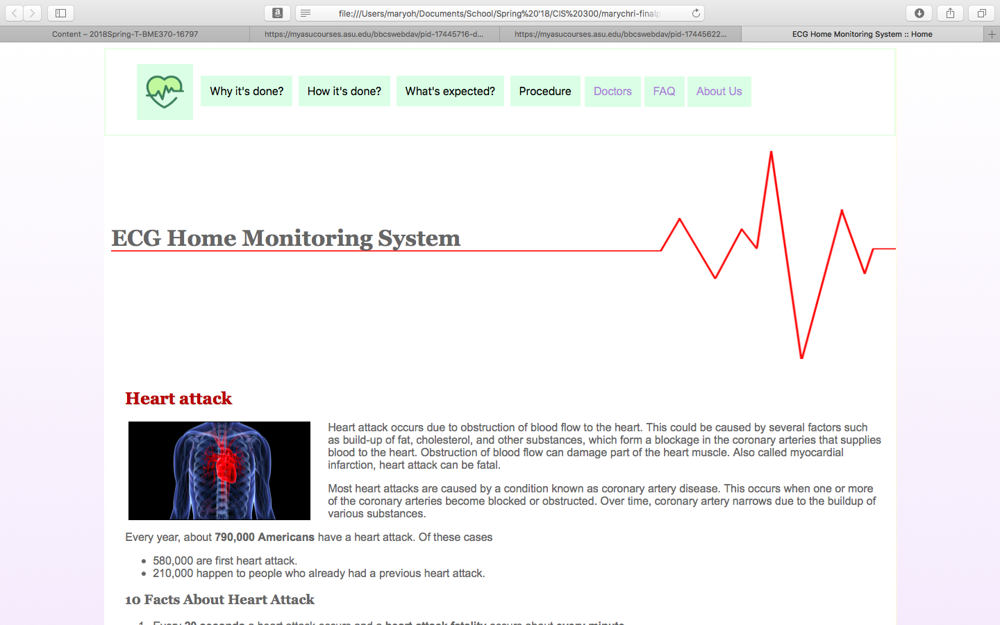 file:///Users/maryoh/Documents/School/Spring%20'18/CIS%20300/marychri-finalp
Content – 2018Spring-T-BME370-16797
https://myasucourses.asu.edu/bbcswebdav/pid-17445716-d...
https://myasucourses.asu.edu/bbcswebdav/pid-17445622...
ECG Home Monitoring System :: Home
Why it's done?
How it's done?
What's expected?
Procedure
Doctors
FAQ
About Us
ECG Home Monitoring System
Heart attack
Heart attack occurs due to obstruction of blood flow to the heart. This could be caused by several factors such
as build-up of fat, cholesterol, and other substances, which form a blockage in the coronary arteries that supplies
blood to the heart. Obstruction of blood flow can damage part of the heart muscle. Also called myocardial
infarction, heart attack can be fatal.
Most heart attacks are caused by a condition known as coronary artery disease. This occurs when one or more
of the coronary arteries become blocked or obstructed. Over time, coronary artery narrows due to the buildup of
various substances.
Every year, about 790,000 Americans have a heart attack. Of these cases
• 580,000 are first heart attack.
• 210,000 happen to people who already had a previous heart attack.
10 Facts About Heart Attack
1. Every 20 seconds a heart attack occurs and a heart attack fatality occurs about every minute.